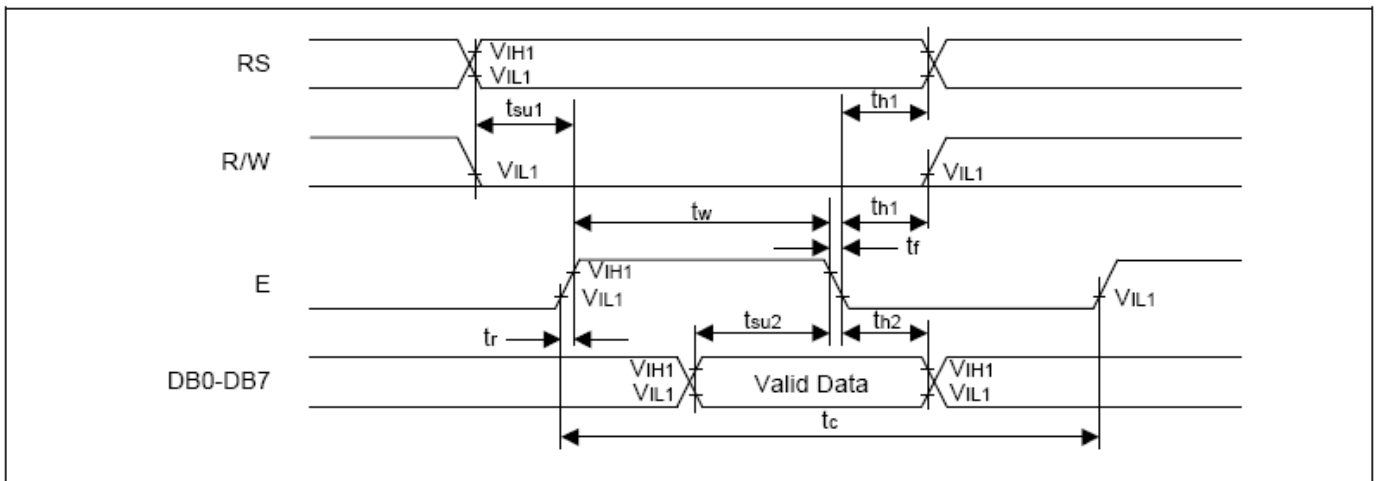 RS
VIH1
VIL1
tsu1
th1
R/W
VIL1
VIL1
tw
th1
tf
E
VIH1
VIL1
VIL1
tsu2
th2
tr
DB0-DB7
VIH1
VIL1
Valid Data
VIH1
VIL1
tc